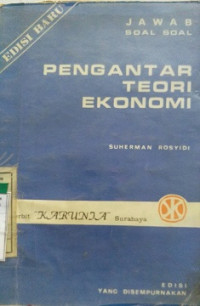 EDISI BARU
JAWAB
SOAL SOAL
PENGANTAR
TEORI
EKONOMI
SUHERMAN ROSYIDI
"KARUNIA" Surabaya
EDISI
YANG DISEMPURNAKAN